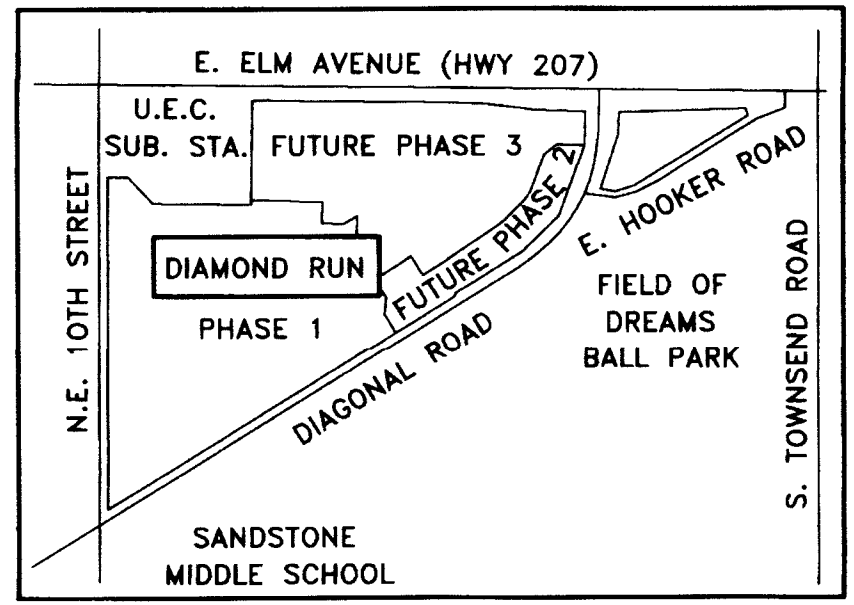 E. ELM AVENUE (HWY 207)
U.E.C.
SUB. STA.
FUTURE PHASE 3
FUTURE PHASE 2
E. HOOKER ROAD
N.E. 10TH STREET
DIAMOND RUN
PHASE 1
DIAGONAL ROAD
FIELD OF
DREAMS
BALL PARK
S. TOWNSEND ROAD
SANDSTONE
MIDDLE SCHOOL